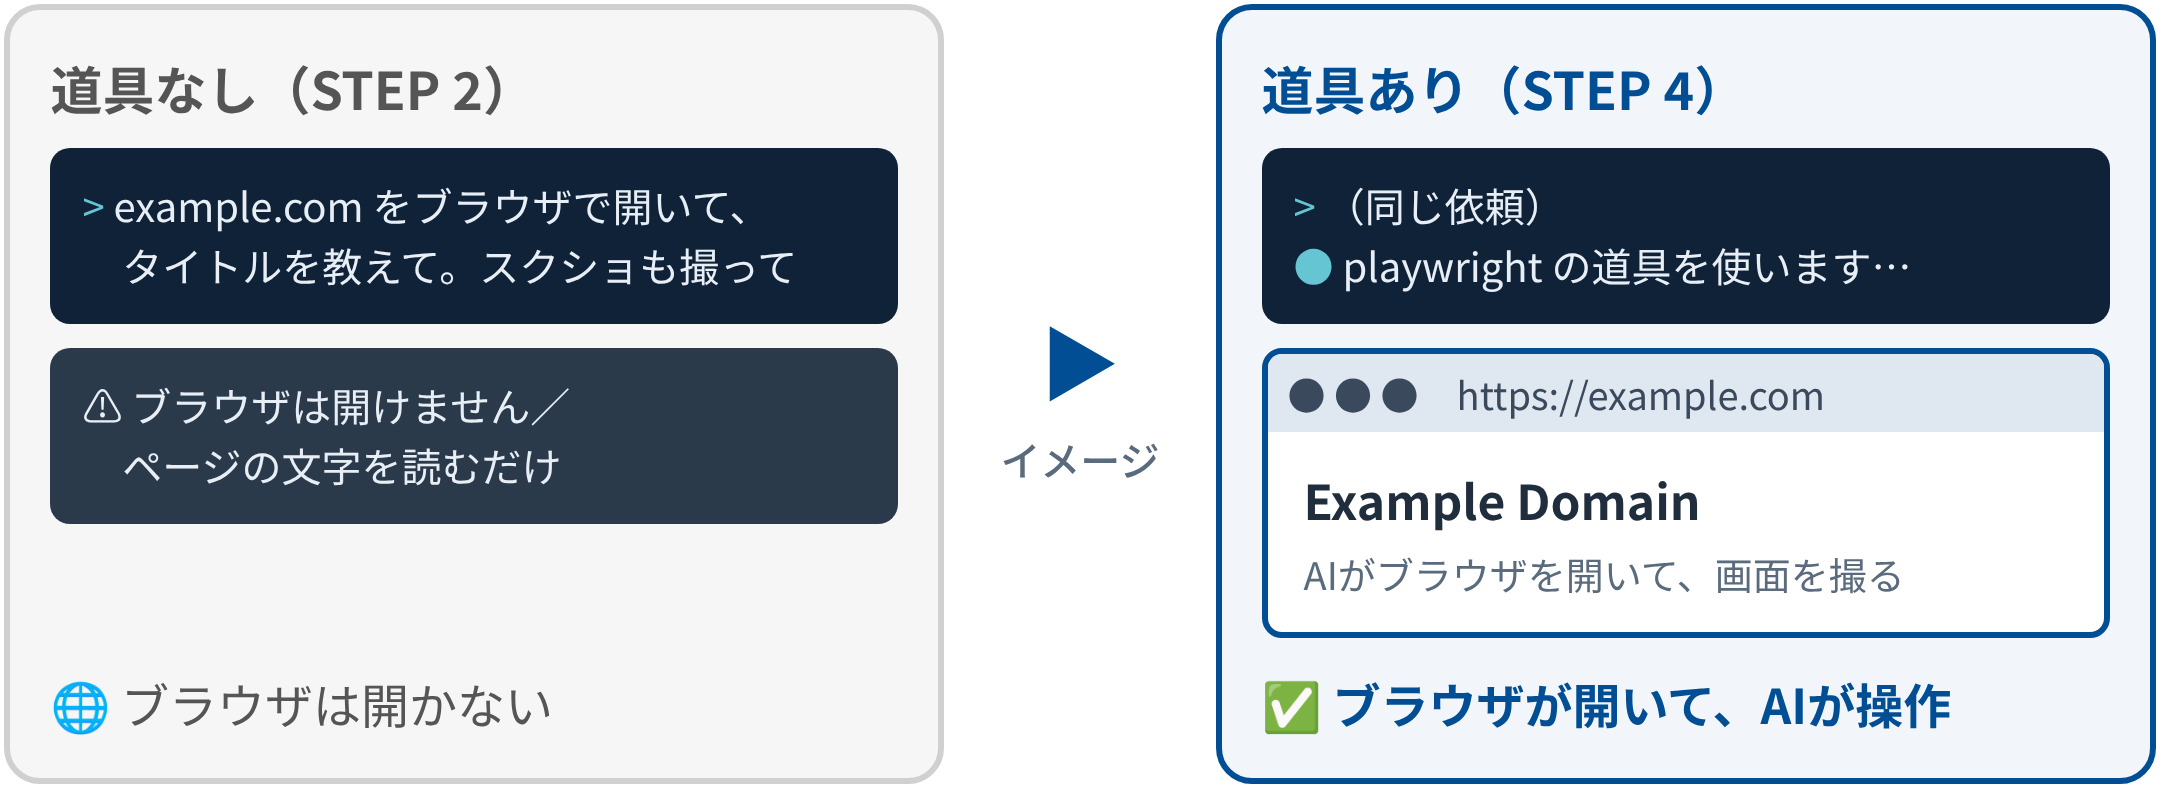 道具なし（STEP 2）
> example.com をブラウザで開いて、
タイトルを教えて。スクショも撮って
⚠ ブラウザは開けません／
ページの文字を読むだけ
🌐 ブラウザは開かない
▶
イメージ
道具あり（STEP 4）
> （同じ依頼）
● playwright の道具を使います…
●●● https://example.com
Example Domain
AIがブラウザを開いて、画面を撮る
✅ ブラウザが開いて、AIが操作